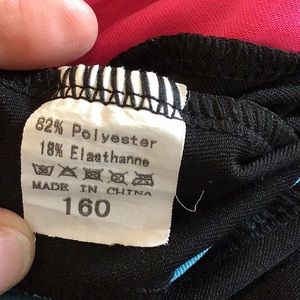 82% Polyester
18% Elasthanne
MADE IN CHINA
160